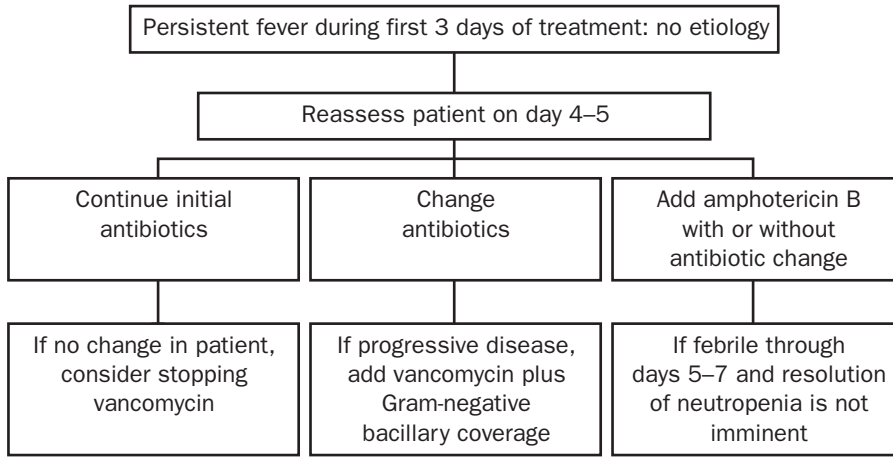 Persistent fever during first 3 days of treatment: no etiology
Reassess patient on day 4–5
Continue initial
antibiotics
Change
antibiotics
Add amphotericin B
with or without
antibiotic change
If no change in patient,
consider stopping
vancomycin
If progressive disease,
add vancomycin plus
Gram-negative
bacillary coverage
If febrile through
days 5–7 and resolution
of neutropenia is not
imminent